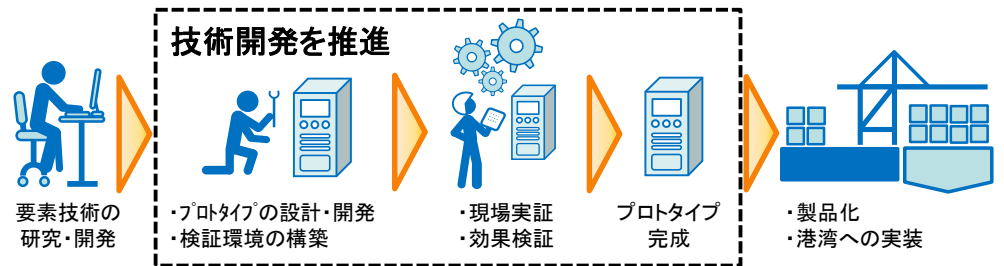 技術開発を推進
要素技術の
研究・開発
・ﾌﾟﾛﾄﾀｲﾌﾟの設計・開発
・検証環境の構築
・現場実証
・効果検証
プロトタイプ
完成
・製品化
・港湾への実装